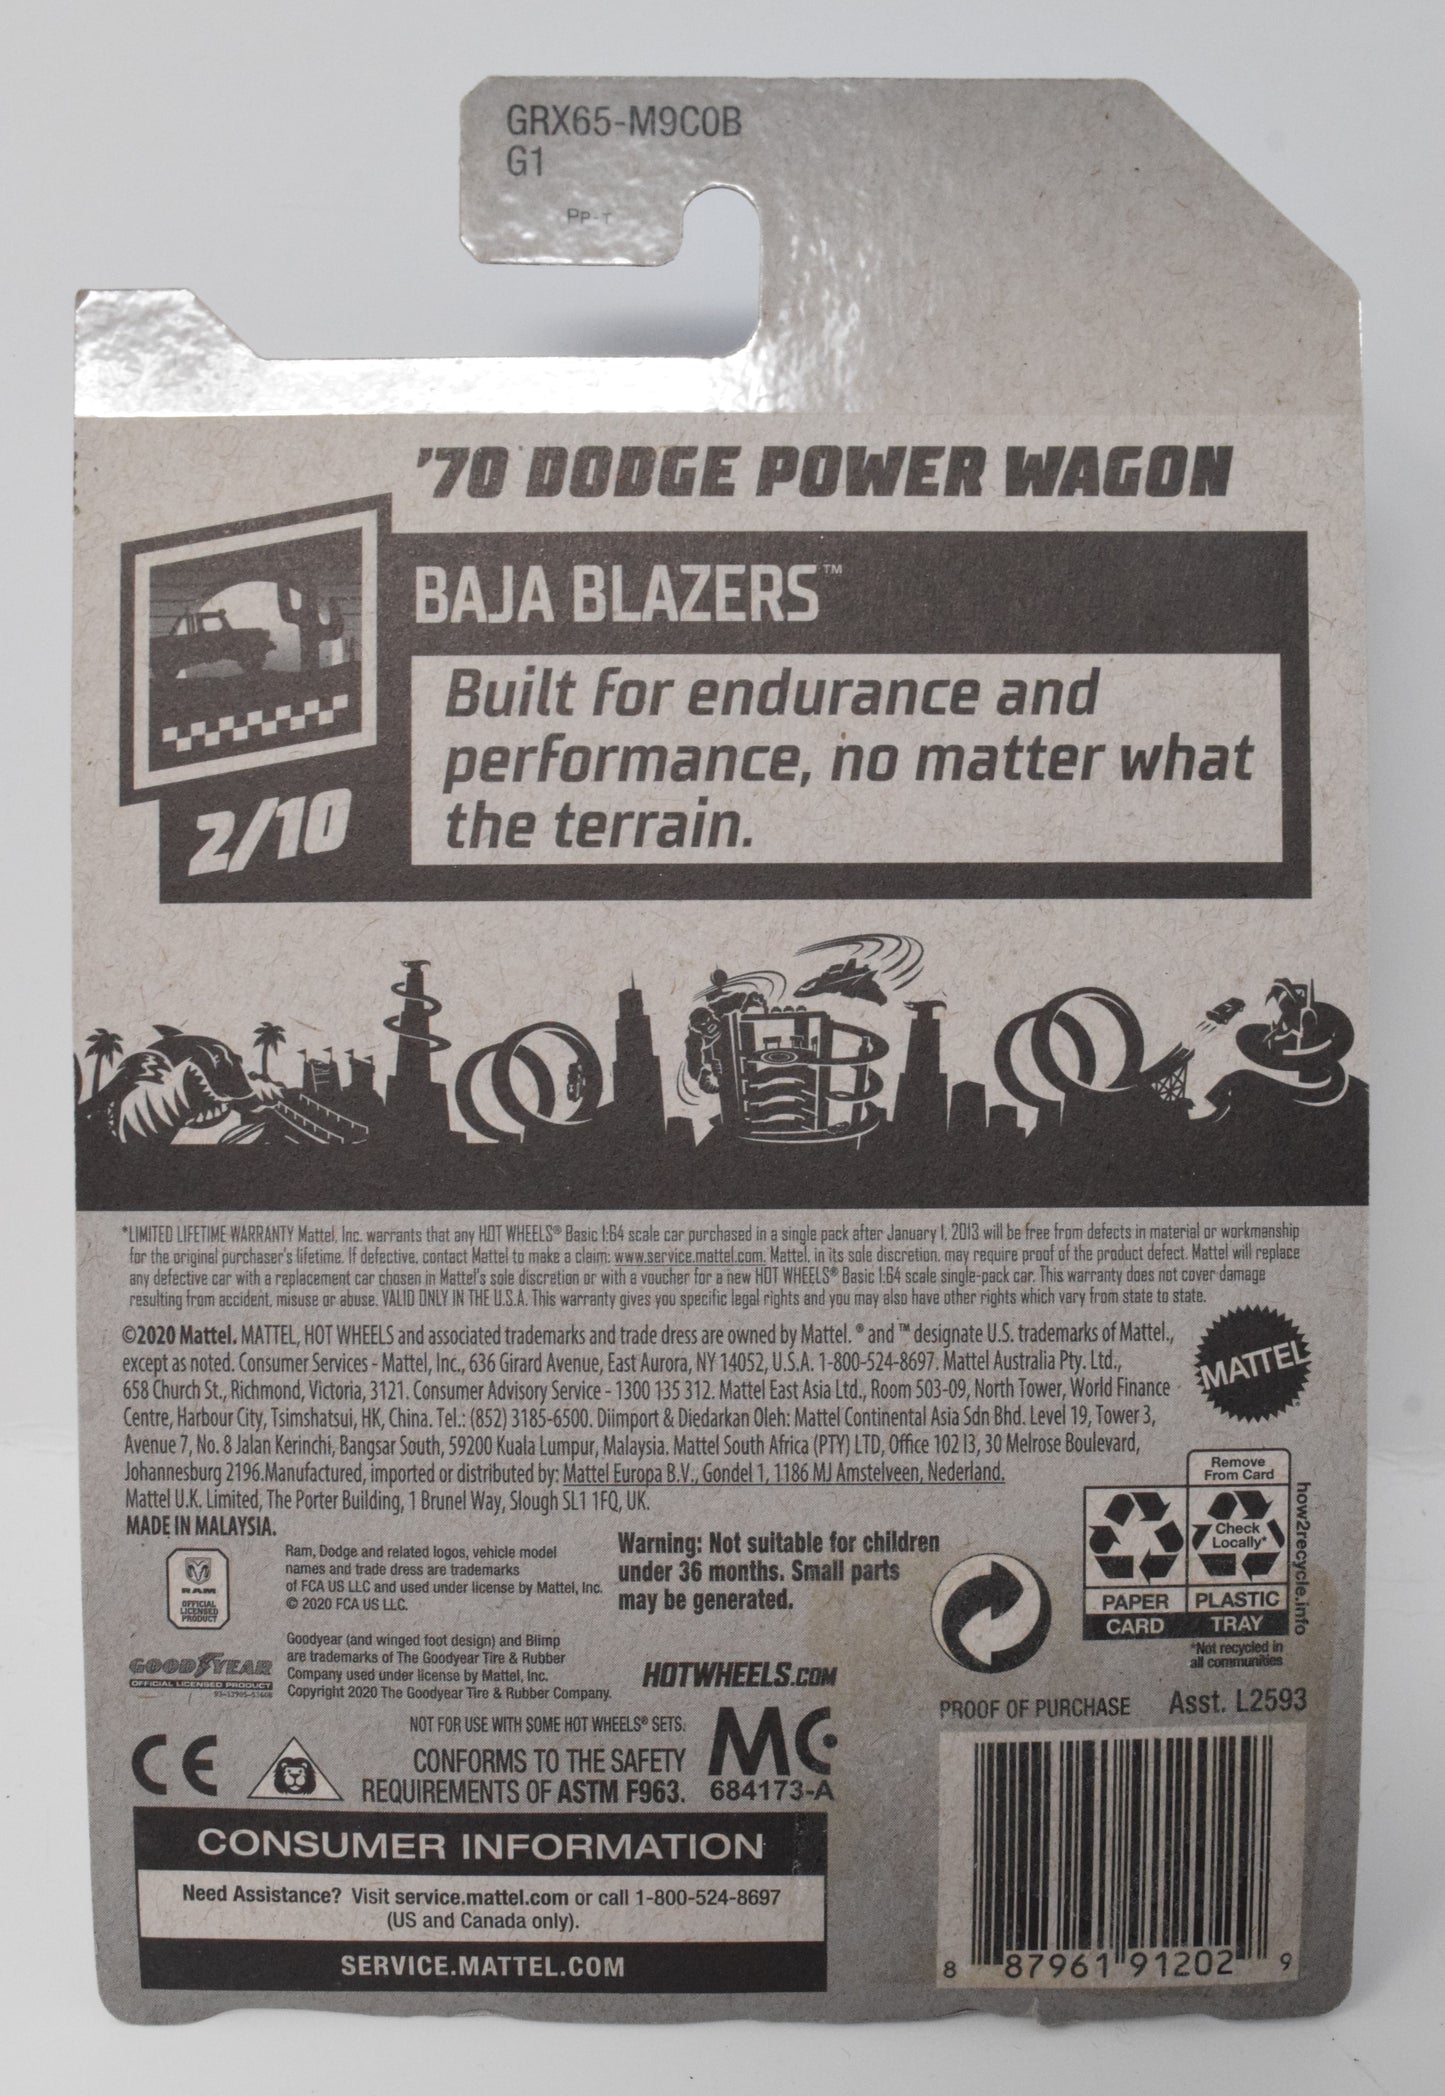 GRX65-M9C0B
G1
PP-T
'70 DODGE POWER WAGON
BAJA BLAZERS™
Built for endurance and
performance, no matter what
the terrain.
2/10
*LIMITED LIFETIME WARRANTY Mattel, Inc. warrants that any HOT WHEELS® Basic 1:64 scale car purchased in a single pack after January 1, 2013 will be free from defects in material or workmanship
for the original purchaser's lifetime. If defective, contact Mattel to make a claim: www.service.mattel.com. Mattel, in its sole discretion, may require proof of the product defect. Mattel will replace
any defective car with a replacement car chosen in Mattel's sole discretion or with a voucher for a new HOT WHEELS® Basic 1:64 scale single-pack car. This warranty does not cover damage
resulting from accident, misuse or abuse. VALID ONLY IN THE U.S.A. This warranty gives you specific legal rights and you may also have other rights which vary from state to state.
©2020 Mattel. MATTEL, HOT WHEELS and associated trademarks and trade dress are owned by Mattel. ® and ™ designate U.S. trademarks of Mattel.,
except as noted. Consumer Services - Mattel, Inc., 636 Girard Avenue, East Aurora, NY 14052, U.S.A. 1-800-524-8697. Mattel Australia Pty. Ltd.,
658 Church St., Richmond, Victoria, 3121. Consumer Advisory Service - 1300 135 312. Mattel East Asia Ltd., Room 503-09, North Tower, World Finance
Centre, Harbour City, Tsimshatsui, HK, China. Tel.: (852) 3185-6500. Diimport & Diedarkan Oleh: Mattel Continental Asia Sdn Bhd. Level 19, Tower 3,
Avenue 7, No. 8 Jalan Kerinchi, Bangsar South, 59200 Kuala Lumpur, Malaysia. Mattel South Africa (PTY) LTD, Office 102 I3, 30 Melrose Boulevard,
Johannesburg 2196.Manufactured, imported or distributed by: Mattel Europa B.V., Gondel 1, 1186 MJ Amstelveen, Nederland.
Mattel U.K. Limited, The Porter Building, 1 Brunel Way, Slough SL1 1FQ, UK.
MADE IN MALAYSIA.
MATTEL®
RAM
OFFICIAL
LICENSED
PRODUCT
Ram, Dodge and related logos, vehicle model
names and trade dress are trademarks
of FCA US LLC and used under license by Mattel, Inc.
© 2020 FCA US LLC.
Warning: Not suitable for children
under 36 months. Small parts
may be generated.
Remove
From Card
Check
Locally*
PAPER
CARD
PLASTIC
TRAY
*Not recycled in
all communities
how2recycle.info
GOODYEAR
OFFICIAL LICENSED PRODUCT
Goodyear (and winged foot design) and Blimp
are trademarks of The Goodyear Tire & Rubber
Company used under license by Mattel, Inc.
Copyright 2020 The Goodyear Tire & Rubber Company.
HOTWHEELS.COM
NOT FOR USE WITH SOME HOT WHEELS® SETS.
CE
CONFORMS TO THE SAFETY
REQUIREMENTS OF ASTM F963.
MC
684173-A
PROOF OF PURCHASE
Asst. L2593
CONSUMER INFORMATION
Need Assistance? Visit service.mattel.com or call 1-800-524-8697
(US and Canada only).
SERVICE.MATTEL.COM
8 87961 91202 9